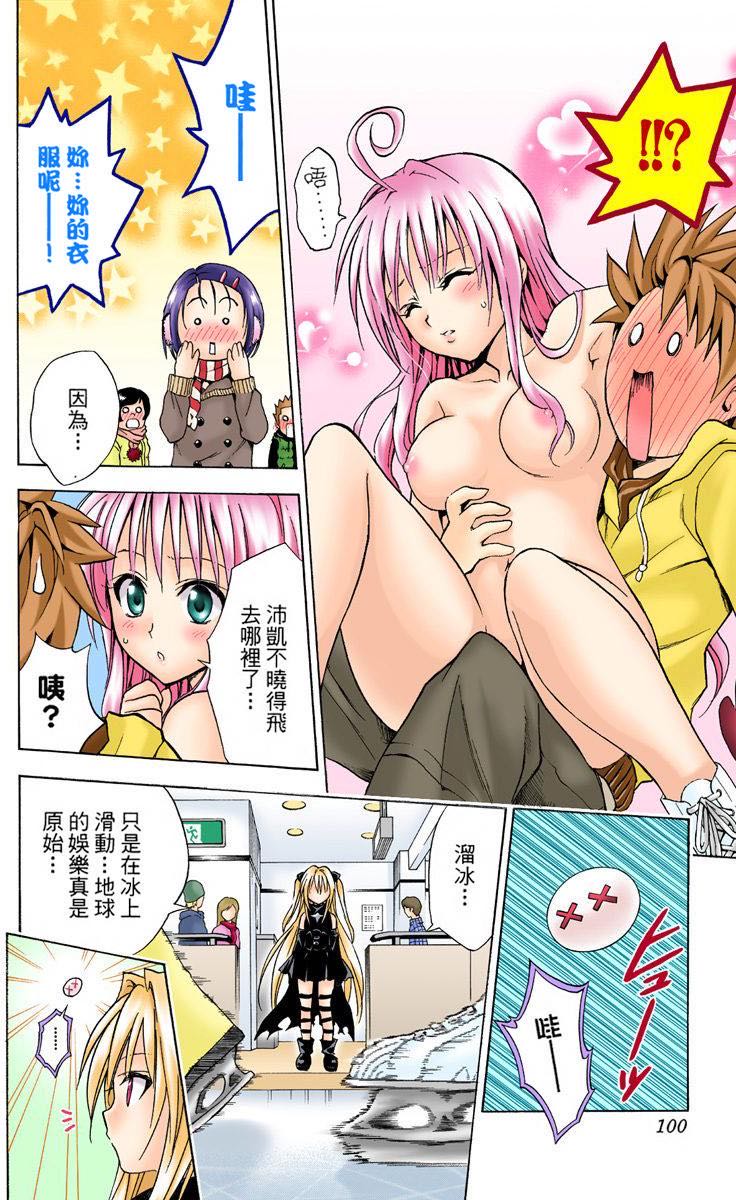 !!?
唔……
哇——
妳…妳的衣
服呢——！
因為…
沛凱不曉得飛
去哪裡了…
咦？
ヒューッ
哇——
溜冰…
只是在冰上
滑動…地球
的娛樂真是
原始…
……
100